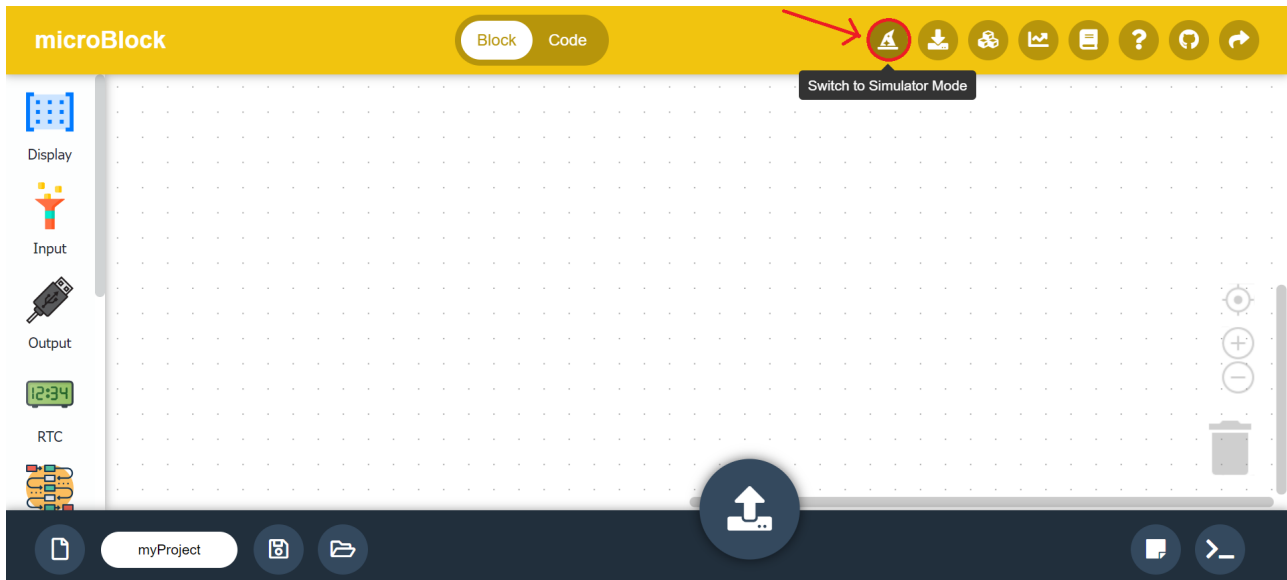 microBlock
Block Code
Switch to Simulator Mode
Display
Input
Output
12:34
RTC
myProject